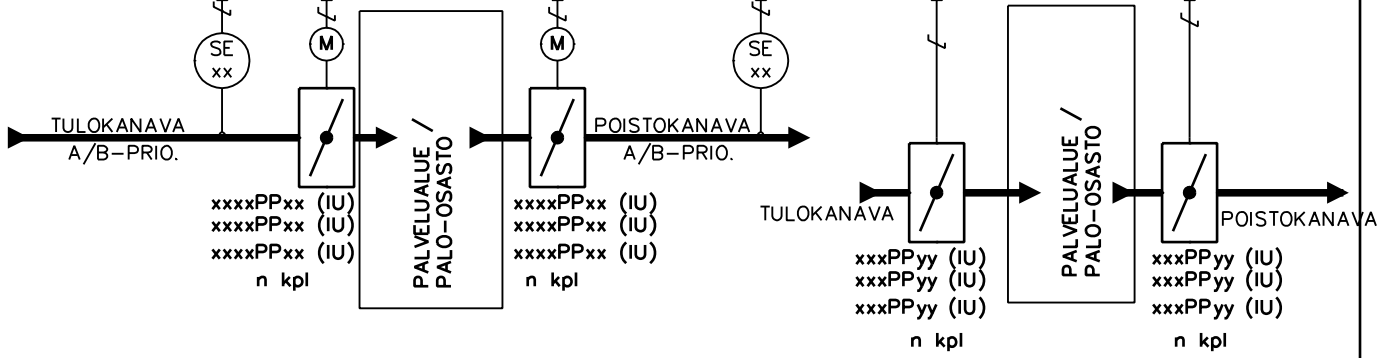 SE
xx
M
M
SE
xx
TULOKANAVA
A/B-PRIO.
PALVELUALUE /
PALO-OSASTO
POISTOKANAVA
A/B-PRIO.
xxxxPPxx (IU)
xxxxPPxx (IU)
xxxxPPxx (IU)
n kpl
xxxxPPxx (IU)
xxxxPPxx (IU)
xxxxPPxx (IU)
n kpl
TULOKANAVA
PALVELUALUE /
PALO-OSASTO
POISTOKANAVA
xxxPPyy (IU)
xxxPPyy (IU)
xxxPPyy (IU)
n kpl
xxxPPyy (IU)
xxxPPyy (IU)
xxxPPyy (IU)
n kpl